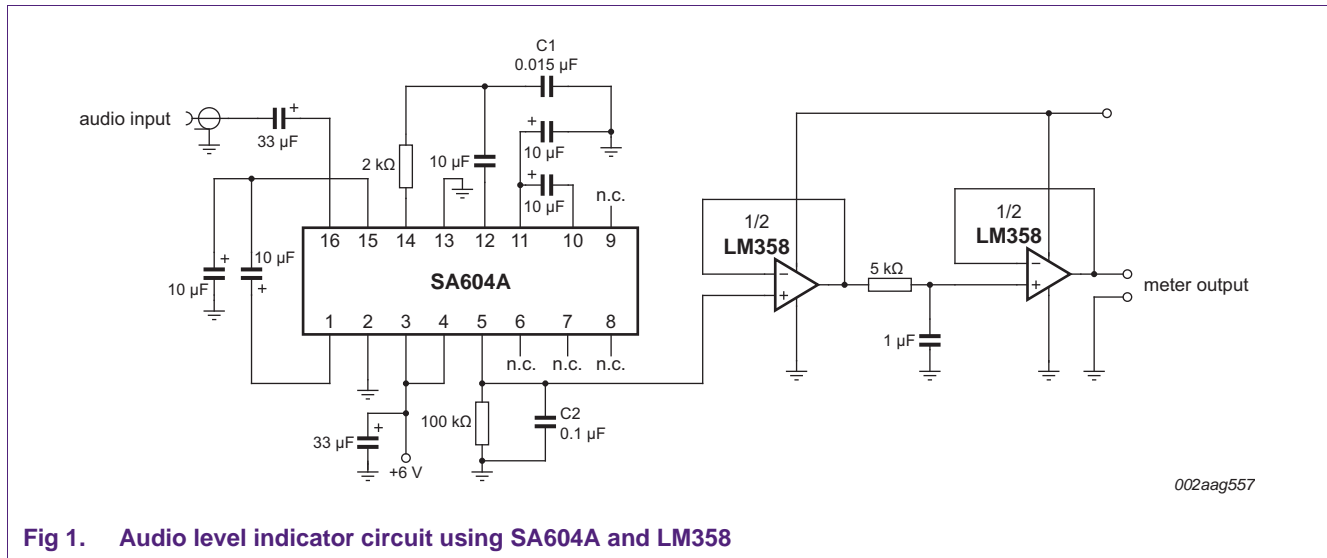 C1
0.015 µF
audio input
+
33 µF
2 kΩ
10 µF
+
10 µF
+
10 µF
n.c.
16 15 14 13 12 11 10 9
SA604A
1 2 3 4 5 6 7 8
n.c. n.c. n.c.
+
10 µF
10 µF
+
33 µF
+
+6 V
100 kΩ
C2
0.1 µF
1/2
LM358
−
+
5 kΩ
1 µF
1/2
LM358
−
+
meter output
002aag557
Fig 1. Audio level indicator circuit using SA604A and LM358